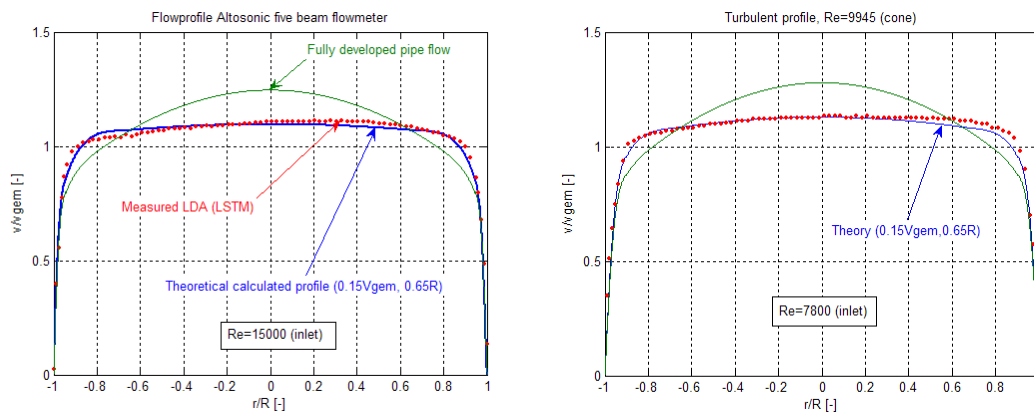 Flowprofile Altosonic five beam flowmeter
1.5
1
0.5
0
v/vgem [-]
Fully developed pipe flow
Measured LDA (LSTM)
Theoretical calculated profile (0.15Vgem, 0.65R)
Re=15000 (inlet)
-1 -0.8 -0.6 -0.4 -0.2 0 0.2 0.4 0.6 0.8 1
r/R [-]
Turbulent profile, Re=9945 (cone)
1.5
1
0.5
0
v/vgem [-]
Theory (0.15Vgem,0.65R)
Re=7800 (inlet)
-1 -0.8 -0.6 -0.4 -0.2 0 0.2 0.4 0.6 0.8 1
r/R [-]